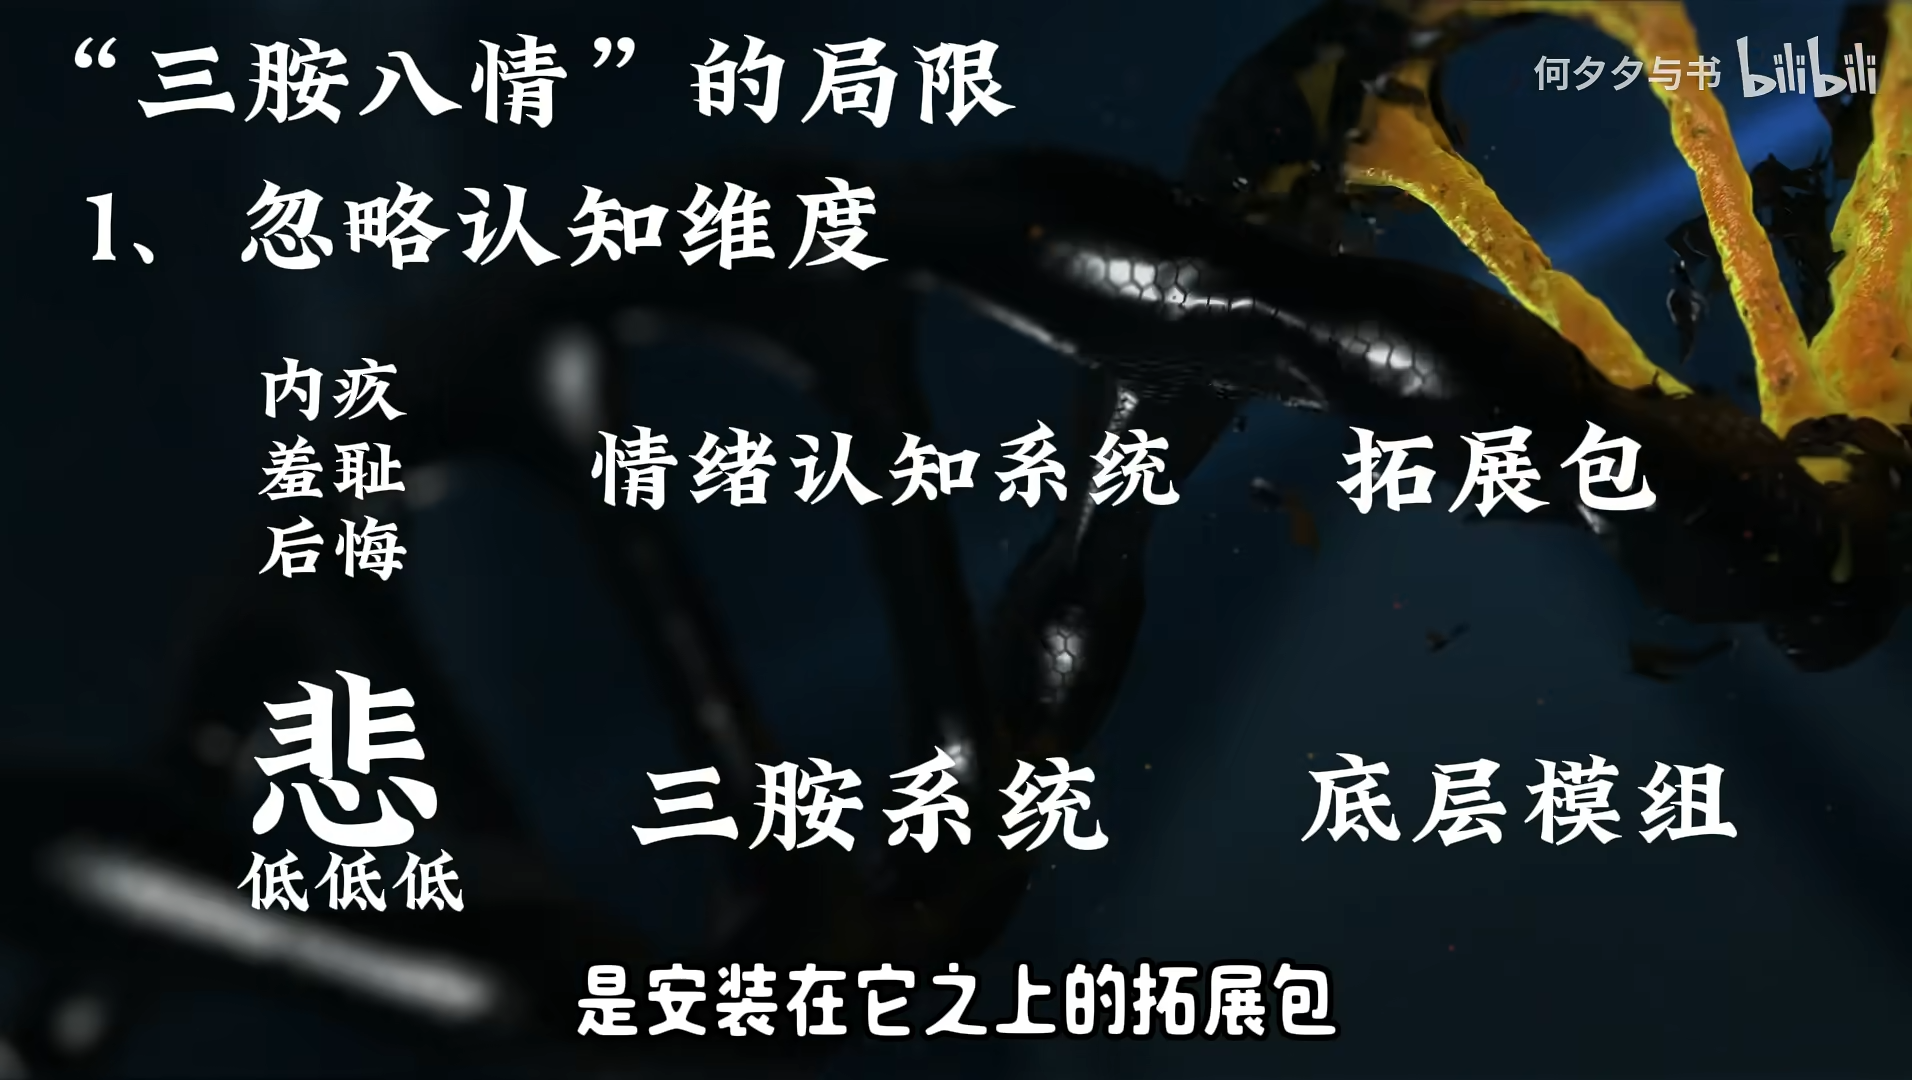 “三胺八情”的局限
何夕夕与书 bilibili
1、 忽略认知维度
内疚
羞耻
后悔
情绪认知系统 拓展包
悲
低低低
三胺系统 底层模组
是安装在它之上的拓展包